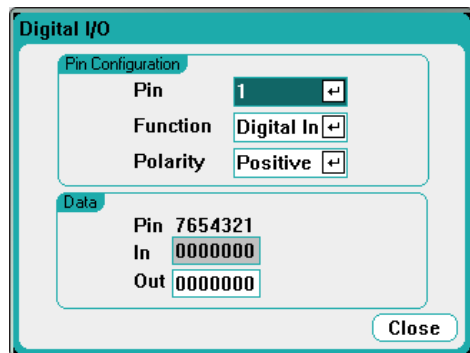 Digital I/O
Pin Configuration
Pin 1
Function Digital In
Polarity Positive
Data
Pin 7654321
In 0000000
Out 0000000
Close